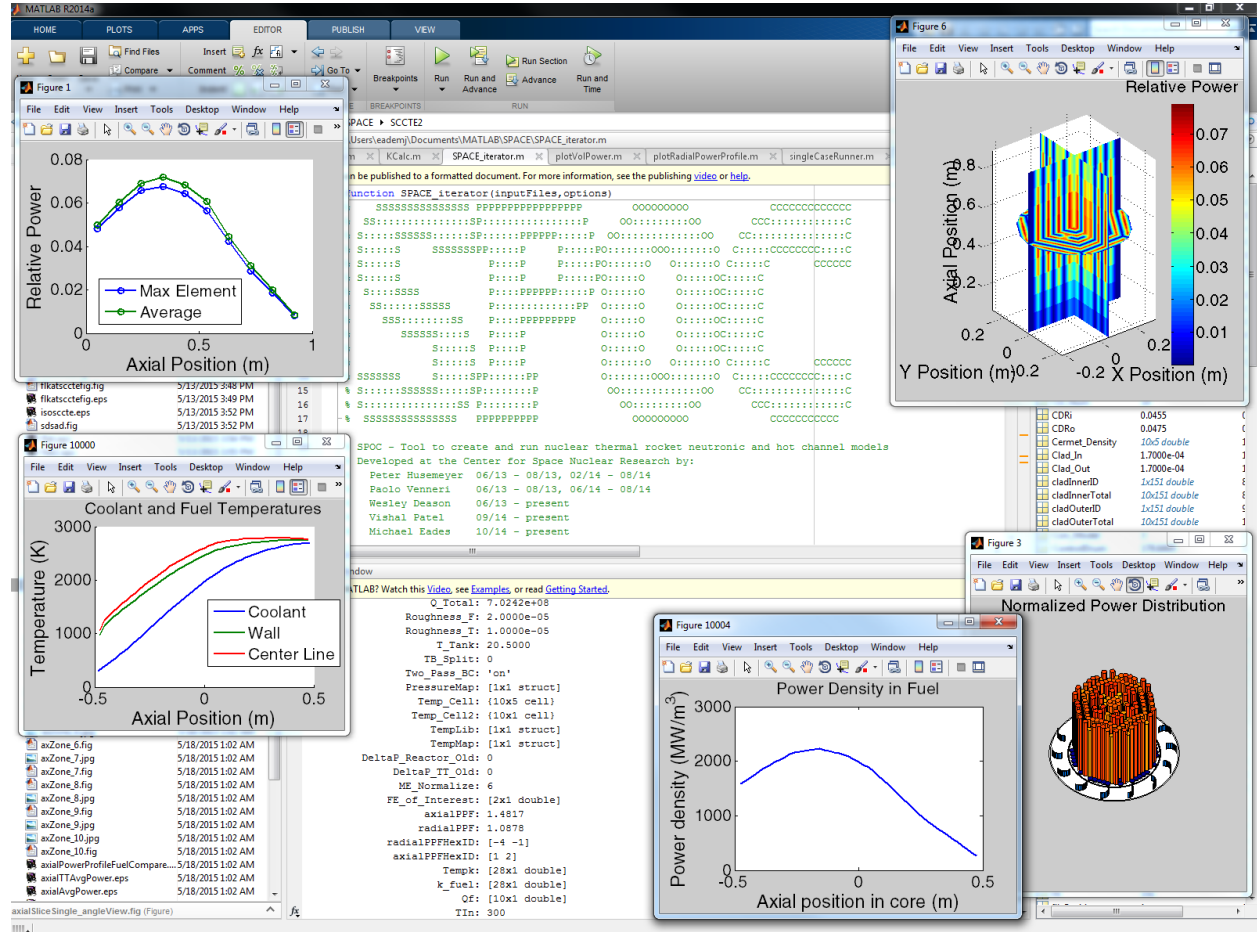 MATLAB R2014a
HOME PLOTS APPS EDITOR PUBLISH VIEW
Find Files Insert fx
Compare Comment % Go To
Breakpoints Run Run and Advance Run Section Advance Run and Time
BREAKPOINTS RUN
SPACE SCCTE2
Users\eademj\Documents\MATLAB\SPACE\SPACE_iterator.m
KCalc.m SPACE_iterator.m plotVolPower.m plotRadialPowerProfile.m singleCaseRunner.m
be published to a formatted document. For more information, see the publishing video or help.
function SPACE_iterator(inputFiles,options)
15
16
17
SPOC - Tool to create and run nuclear thermal rocket neutronic and hot channel models
Developed at the Center for Space Nuclear Research by:
Peter Husemeyer 06/13 - 08/13, 02/14 - 08/14
Paolo Venneri 06/13 - 08/13, 06/14 - 08/14
Wesley Deason 06/13 - present
Vishal Patel 09/14 - present
Michael Eades 10/14 - present
Figure 1
File Edit View Insert Tools Desktop Window Help
0.08
0.06
0.04
0.02
0
0 0.5 1
Relative Power
Max Element
Average
Axial Position (m)
flkatscctefig.fig 5/13/2015 3:48 PM
flkatscctefig.eps 5/13/2015 3:49 PM
isosccte.eps 5/13/2015 3:52 PM
sdsad.fig 5/13/2015 3:52 PM
Figure 10000
File Edit View Insert Tools Desktop Window Help
Coolant and Fuel Temperatures
3000
2000
1000
0
-0.5 0 0.5
Temperature (K)
Coolant
Wall
Center Line
Axial Position (m)
axZone_6.fig 5/18/2015 1:02 AM
axZone_7.jpg 5/18/2015 1:02 AM
axZone_7.fig 5/18/2015 1:02 AM
axZone_8.fig 5/18/2015 1:02 AM
axZone_8.jpg 5/18/2015 1:02 AM
axZone_9.fig 5/18/2015 1:02 AM
axZone_9.jpg 5/18/2015 1:02 AM
axZone_10.jpg 5/18/2015 1:02 AM
axZone_10.fig 5/18/2015 1:02 AM
axialPowerProfileFuelCompare.... 5/18/2015 1:02 AM
axialTTAvgPower.eps 5/18/2015 1:02 AM
axialAvgPower.eps 5/18/2015 1:02 AM
axialSliceSingle_angleView.fig (Figure)
Watch this Video, see Examples, or read Getting Started.
Q_Total: 7.0242e+08
Roughness_F: 2.0000e-05
Roughness_T: 1.0000e-05
T_Tank: 20.5000
TB_Split: 0
Two_Pass_BC: 'on'
PressureMap: [1x1 struct]
Temp_Cell: {10x5 cell}
Temp_Cell2: {10x1 cell}
TempLib: [1x1 struct]
TempMap: [1x1 struct]
DeltaP_Reactor_Old: 0
DeltaP_TT_Old: 0
ME_Normalize: 6
FE_of_Interest: [2x1 double]
axialPPF: 1.4817
radialPPF: 1.0878
radialPPFHexID: [-4 -1]
axialPPFHexID: [1 2]
Tempk: [28x1 double]
k_fuel: [28x1 double]
Qf: [10x1 double]
TIn: 300
fx
Figure 6
File Edit View Insert Tools Desktop Window Help
Relative Power
0.07
0.06
0.05
0.04
0.03
0.02
0.01
0.8
0.6
0.4
0.2
Axial Position (m)
0.2 0 -0.2
Y Position (m)
-0.2 0 0.2
X Position (m)
CDRi 0.0455
CDRo 0.0475
Cermet_Density 10x5 double
Clad_In 1.7000e-04
Clad_Out 1.7000e-04
cladInnerID 1x151 double
cladInnerTotal 10x151 double
cladOuterID 1x151 double
cladOuterTotal 10x151 double
Figure 3
File Edit View Insert Tools Desktop Window Help
Normalized Power Distribution
Figure 10004
File Edit View Insert Tools Desktop Window Help
Power Density in Fuel
3000
2000
1000
0
-0.5 0 0.5
Power density (MW/m³)
Axial position in core (m)